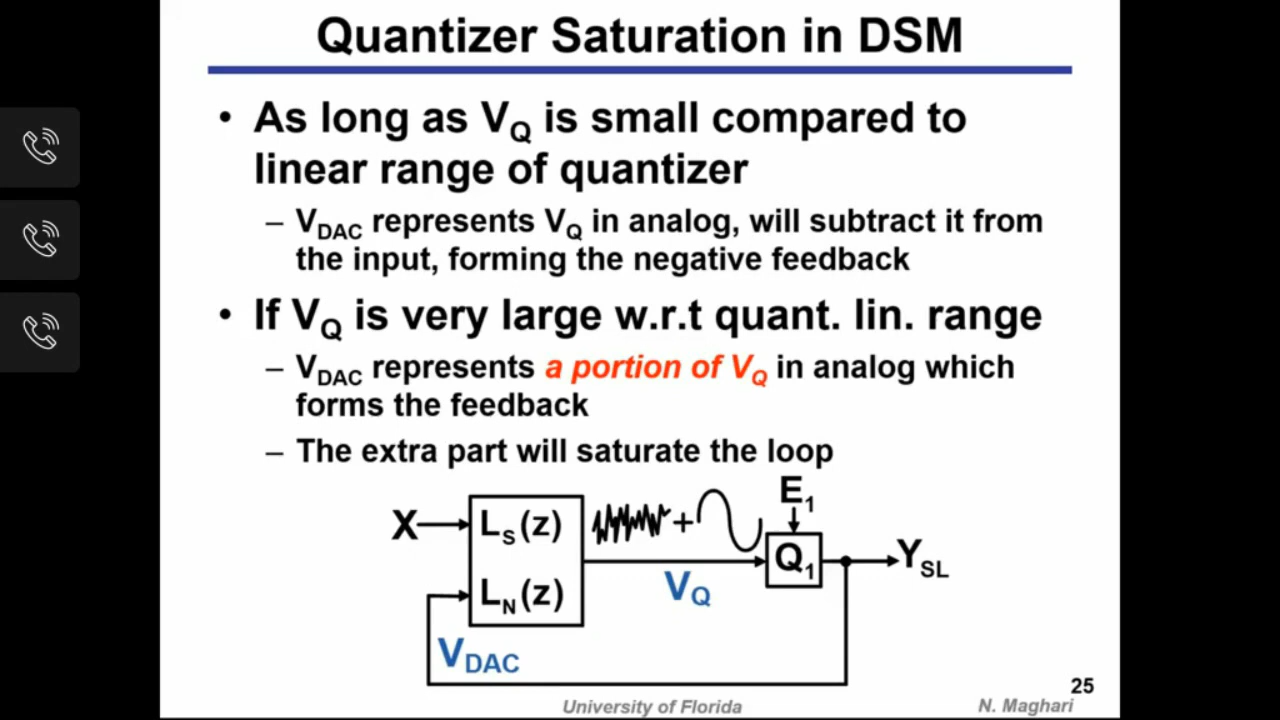 Quantizer Saturation in DSM
• As long as VQ is small compared to
linear range of quantizer
– VDAC represents VQ in analog, will subtract it from
the input, forming the negative feedback
• If VQ is very large w.r.t quant. lin. range
– VDAC represents a portion of VQ in analog which
forms the feedback
– The extra part will saturate the loop
E1
X
LS(z)
+
Q1
YSL
LN(z)
VQ
VDAC
25
University of Florida
N. Maghari